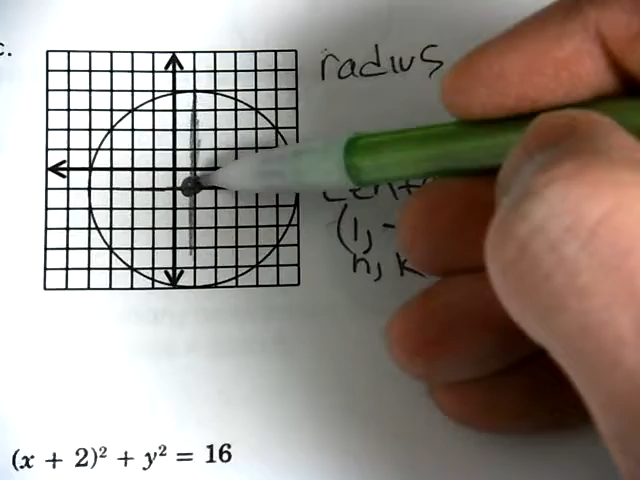 c.
radius
(1, -
h, k
(x + 2)² + y² = 16